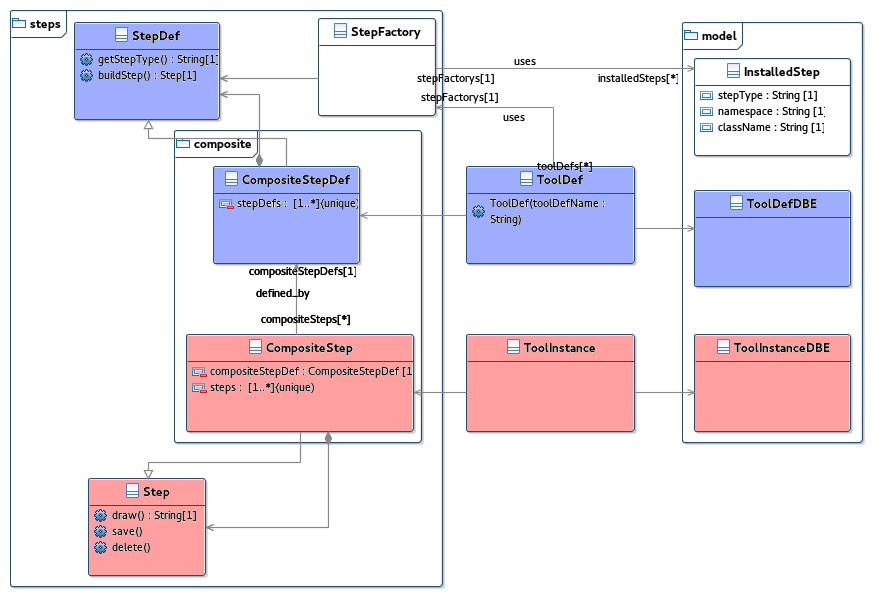 steps
StepDef
getStepType() : String[1]
buildStep() : Step[1]
StepFactory
uses
stepFactorys[1]
installedSteps[*]
stepFactorys[1]
uses
model
InstalledStep
stepType : String [1]
namespace : String [1]
className : String [1]
composite
CompositeStepDef
stepDefs : [1..*]{unique}
toolDefs[*]
ToolDef
ToolDef(toolDefName :
String)
ToolDefDBE
compositeStepDefs[1]
defined_by
compositeSteps[*]
CompositeStep
compositeStepDef : CompositeStepDef [1
steps : [1..*]{unique}
ToolInstance
ToolInstanceDBE
Step
draw() : String[1]
save()
delete()